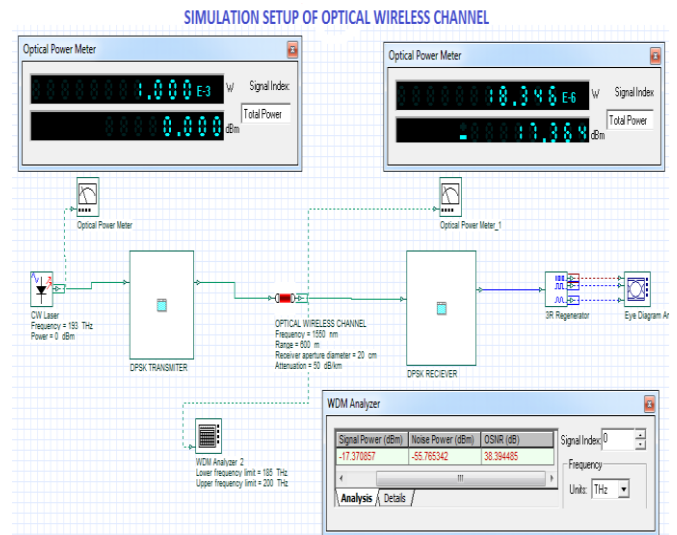 SIMULATION SETUP OF OPTICAL WIRELESS CHANNEL
Optical Power Meter
1.000 E-3 W
Signal Index:
Total Power
0.000 dBm
Optical Power Meter
18.346 E-6 W
Signal Index
Total Power
- 17.364 dBm
Optical Power Meter
Optical Power Meter_1
CW Laser
Frequency = 193 THz
Power = 0 dBm
DPSK TRANSMITER
OPTICAL WIRELESS CHANNEL
Frequency = 1550 nm
Range = 600 m
Receiver aperture diameter = 20 cm
Attenuation = 50 dB/km
DPSK RECIEVER
3R Regenerator
Eye Diagram An
WDM Analyzer 2
Lower frequency limit = 185 THz
Upper frequency limit = 200 THz
WDM Analyzer
Signal Power (dBm) Noise Power (dBm) OSNR (dB)
-17.370857 -55.765342 38.394485
Signal Index: 0
Frequency
Units: THz
Analysis Details